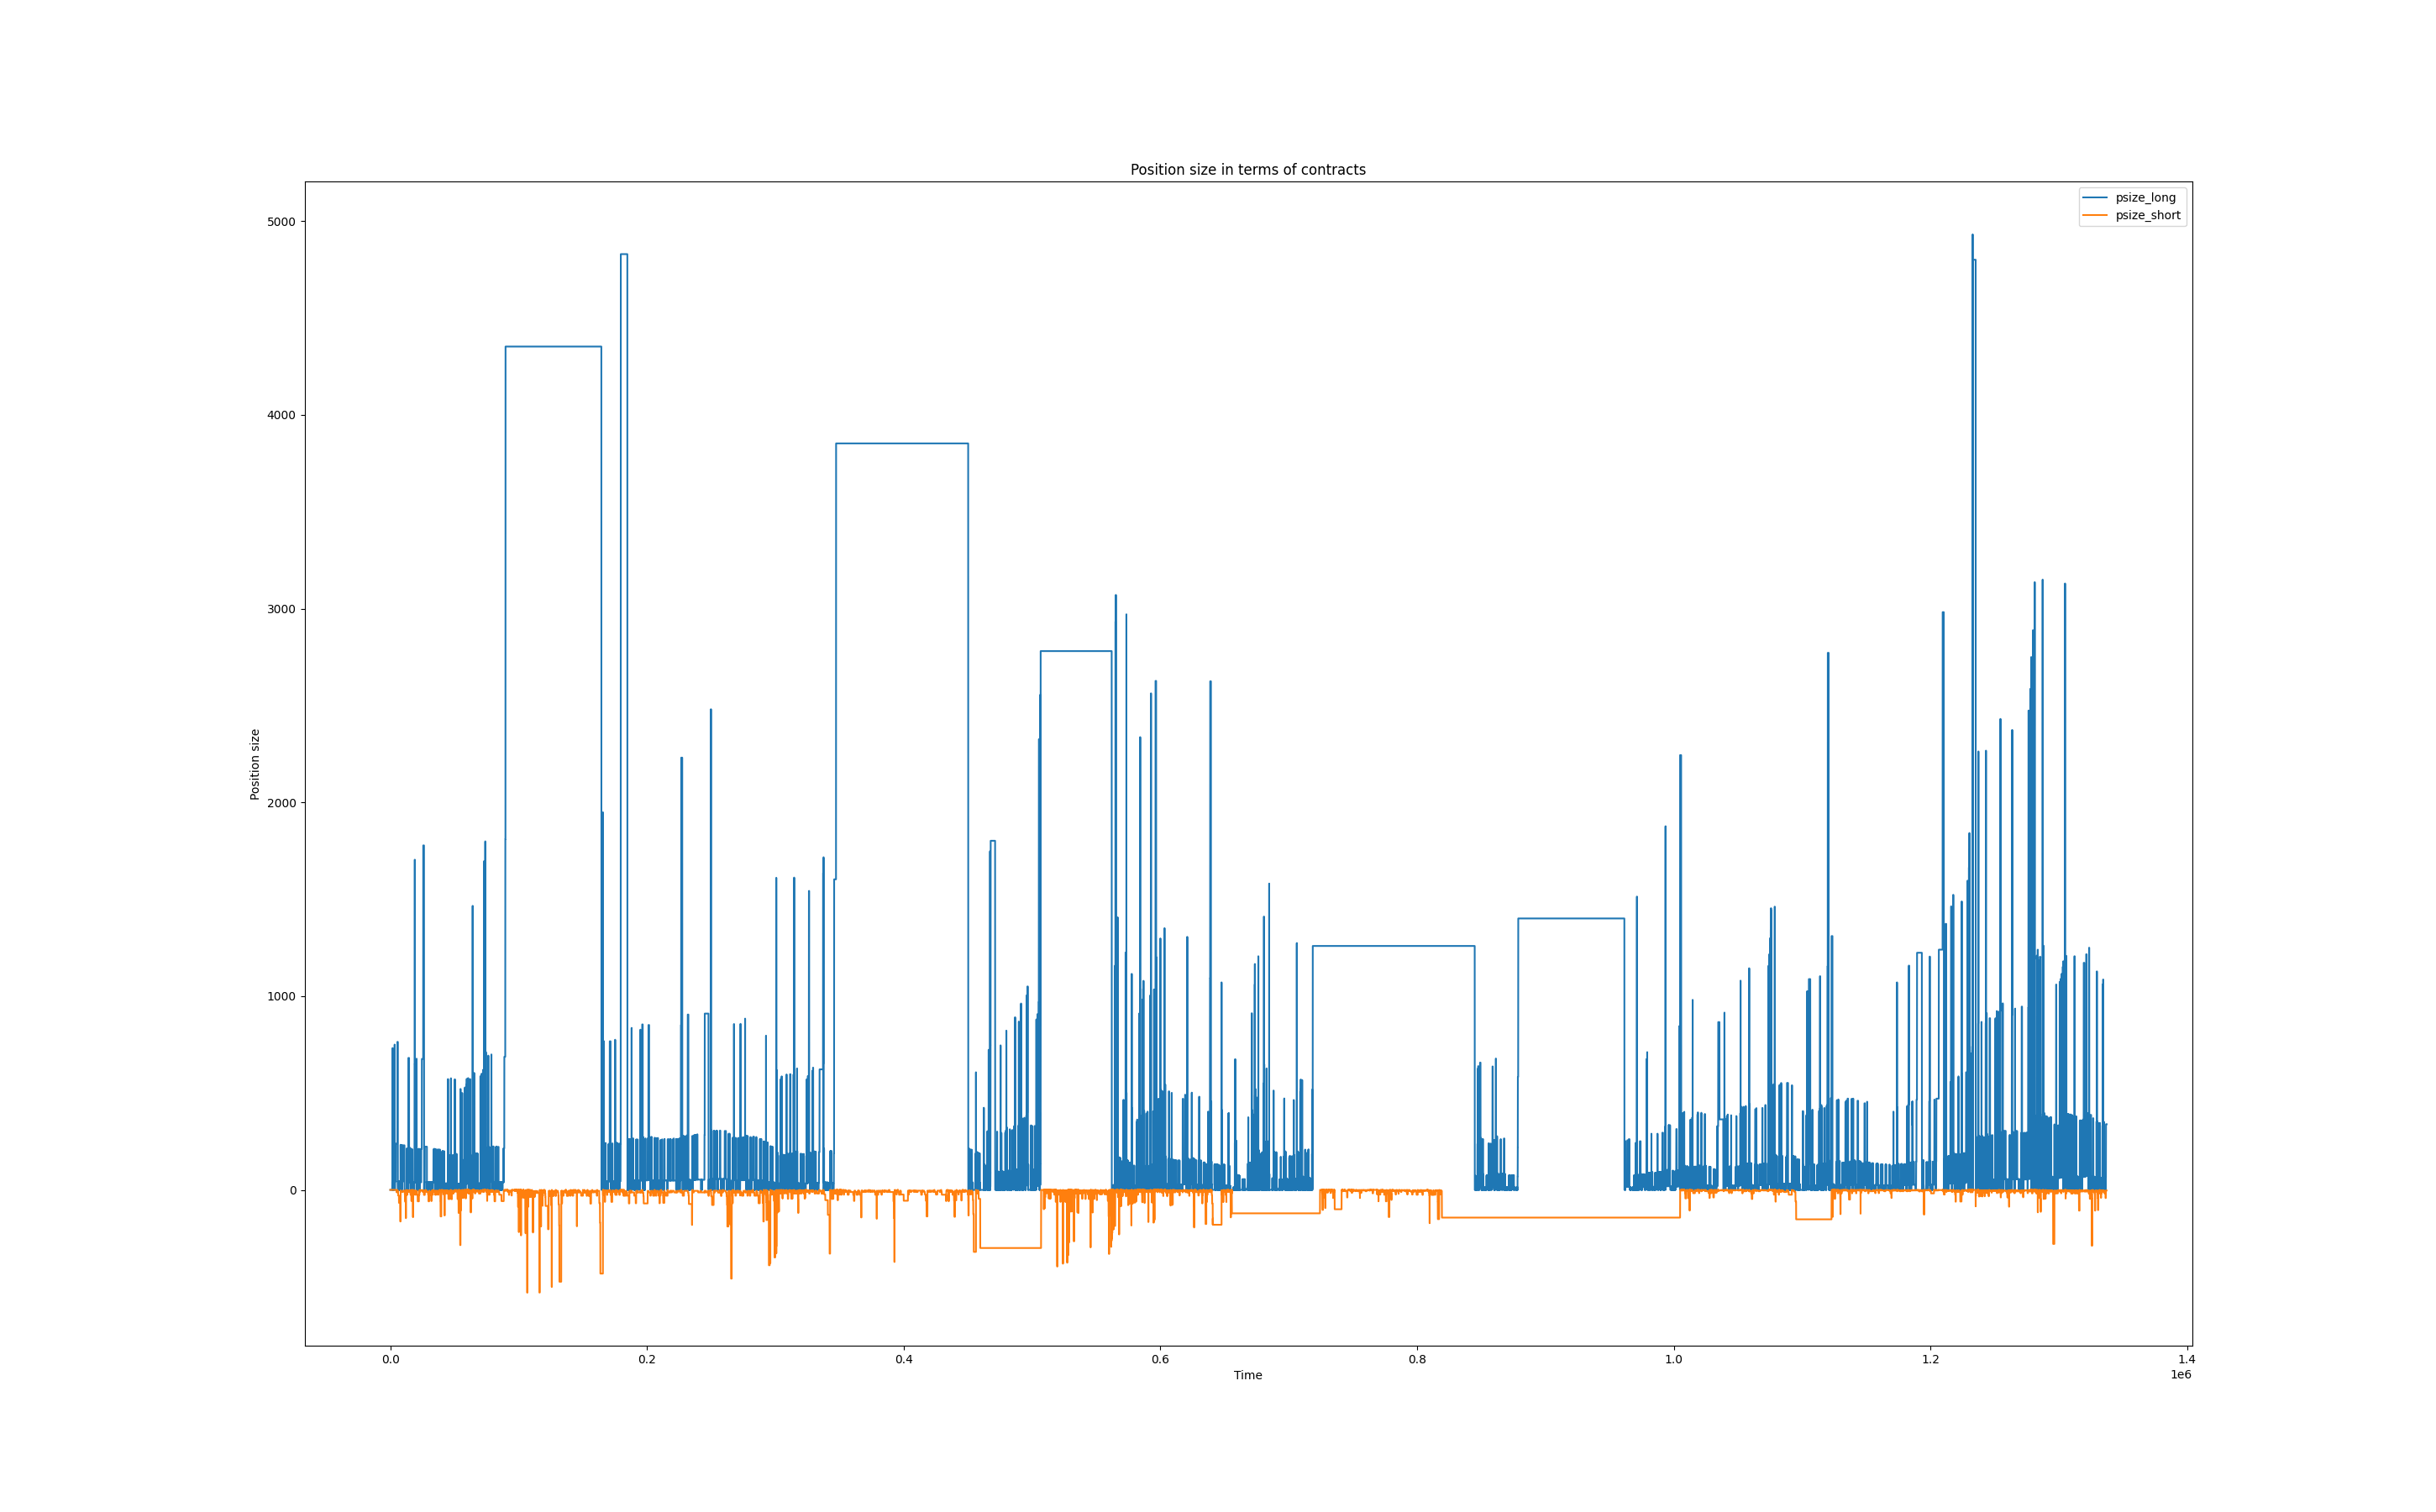 Position size in terms of contracts
psize_long
psize_short
5000
4000
3000
2000
1000
0
Position size
0.0 0.2 0.4 0.6 0.8 1.0 1.2 1.4
Time
1e6